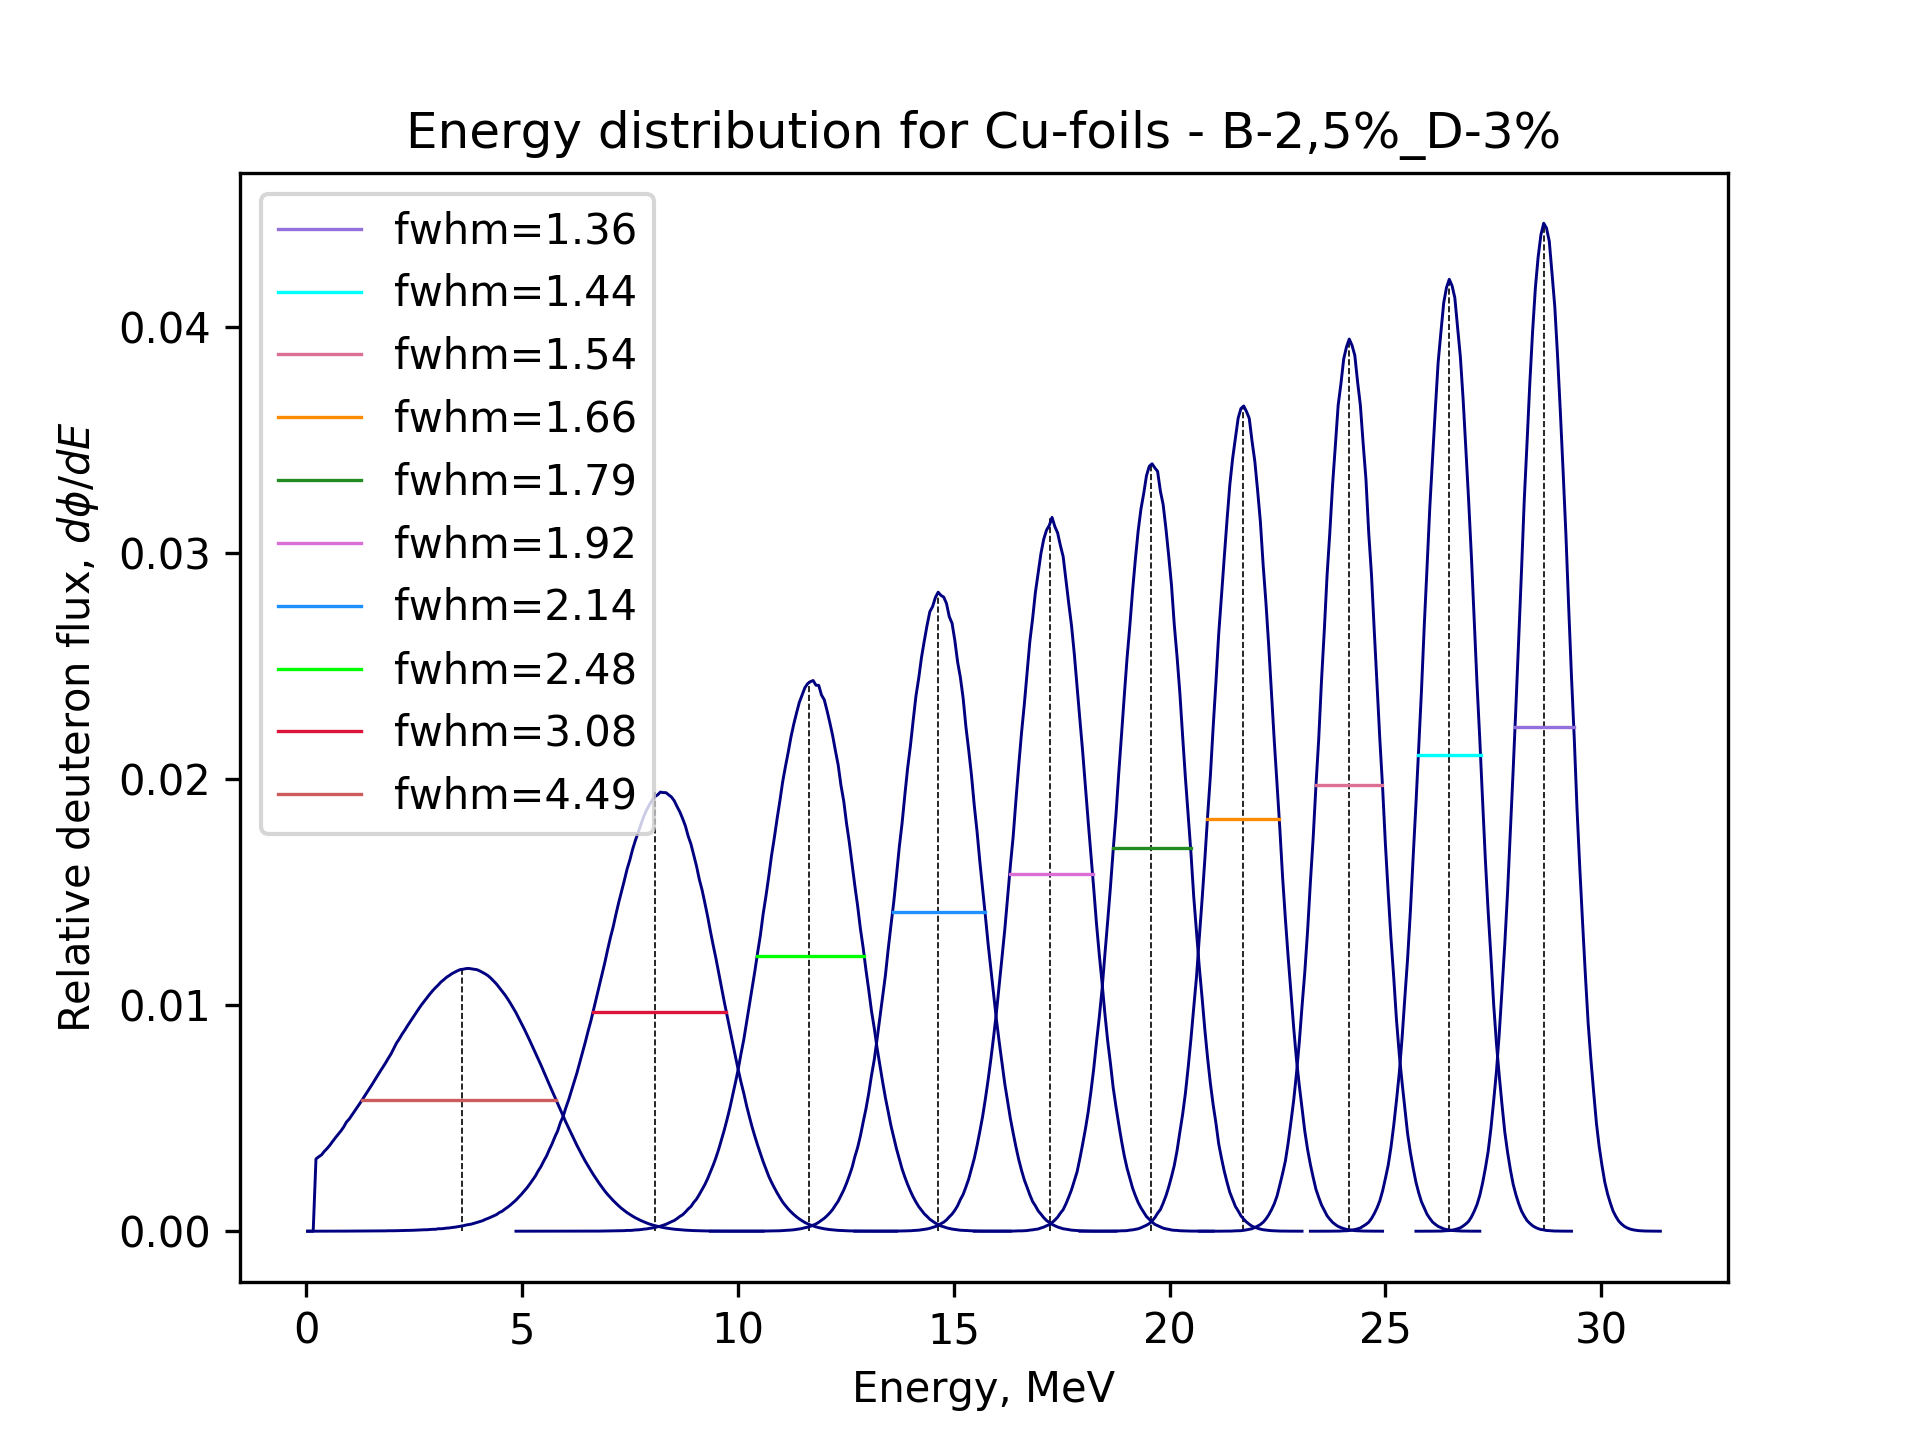 Energy distribution for Cu-foils - B-2,5%_D-3%
fwhm=1.36
fwhm=1.44
fwhm=1.54
fwhm=1.66
fwhm=1.79
fwhm=1.92
fwhm=2.14
fwhm=2.48
fwhm=3.08
fwhm=4.49
Relative deuteron flux, dϕ/dE
0.04
0.03
0.02
0.01
0.00
0 5 10 15 20 25 30
Energy, MeV